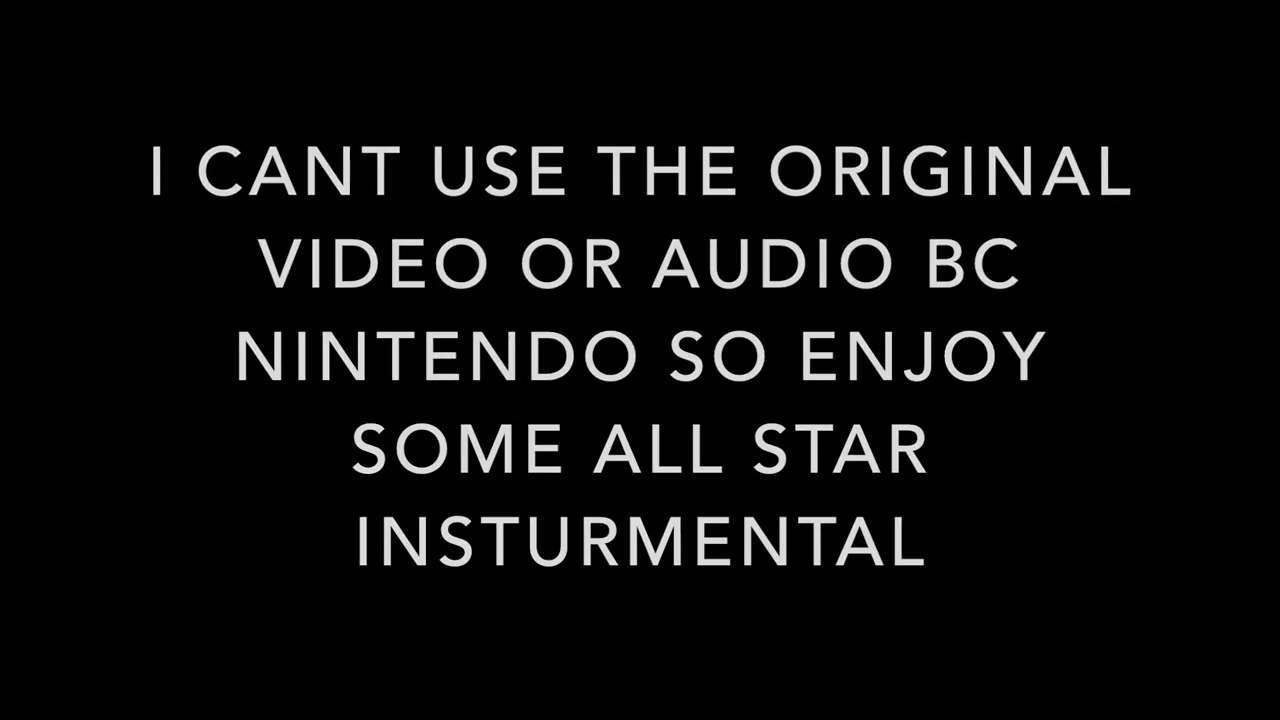 I CANT USE THE ORIGINAL
VIDEO OR AUDIO BC
NINTENDO SO ENJOY
SOME ALL STAR
INSTURMENTAL